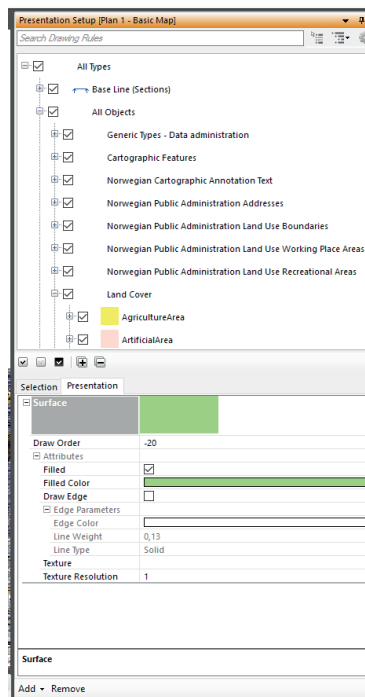 Presentation Setup [Plan 1 - Basic Map]
Search Drawing Rules
All Types
Base Line (Sections)
All Objects
Generic Types - Data administration
Cartographic Features
Norwegian Cartographic Annotation Text
Norwegian Public Administration Addresses
Norwegian Public Administration Land Use Boundaries
Norwegian Public Administration Land Use Working Place Areas
Norwegian Public Administration Land Use Recreational Areas
Land Cover
AgricultureArea
ArtificialArea
Selection Presentation
Surface
Draw Order -20
Attributes
Filled
Filled Color
Draw Edge
Edge Parameters
Edge Color
Line Weight 0,13
Line Type Solid
Texture
Texture Resolution 1
Surface
Add Remove